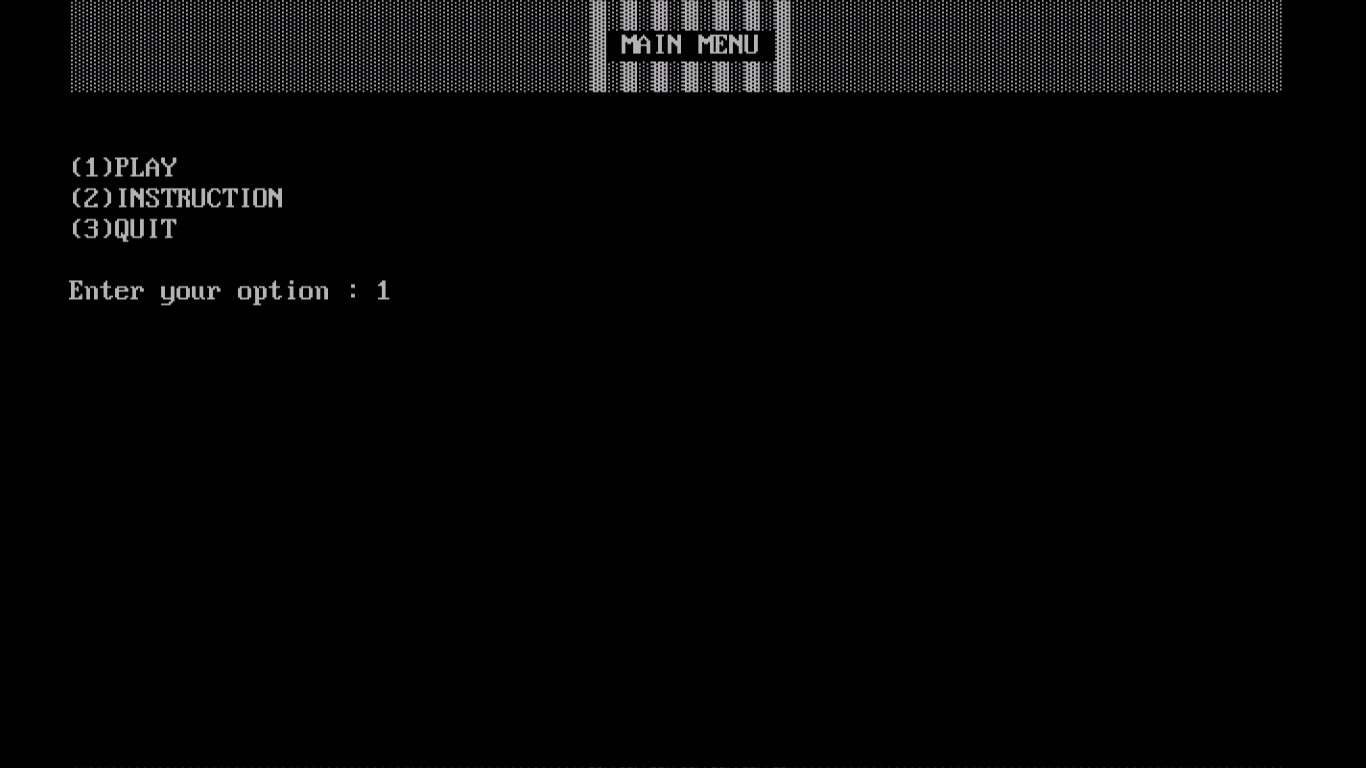 MAIN MENU
(1)PLAY
(2)INSTRUCTION
(3)QUIT
Enter your option : 1